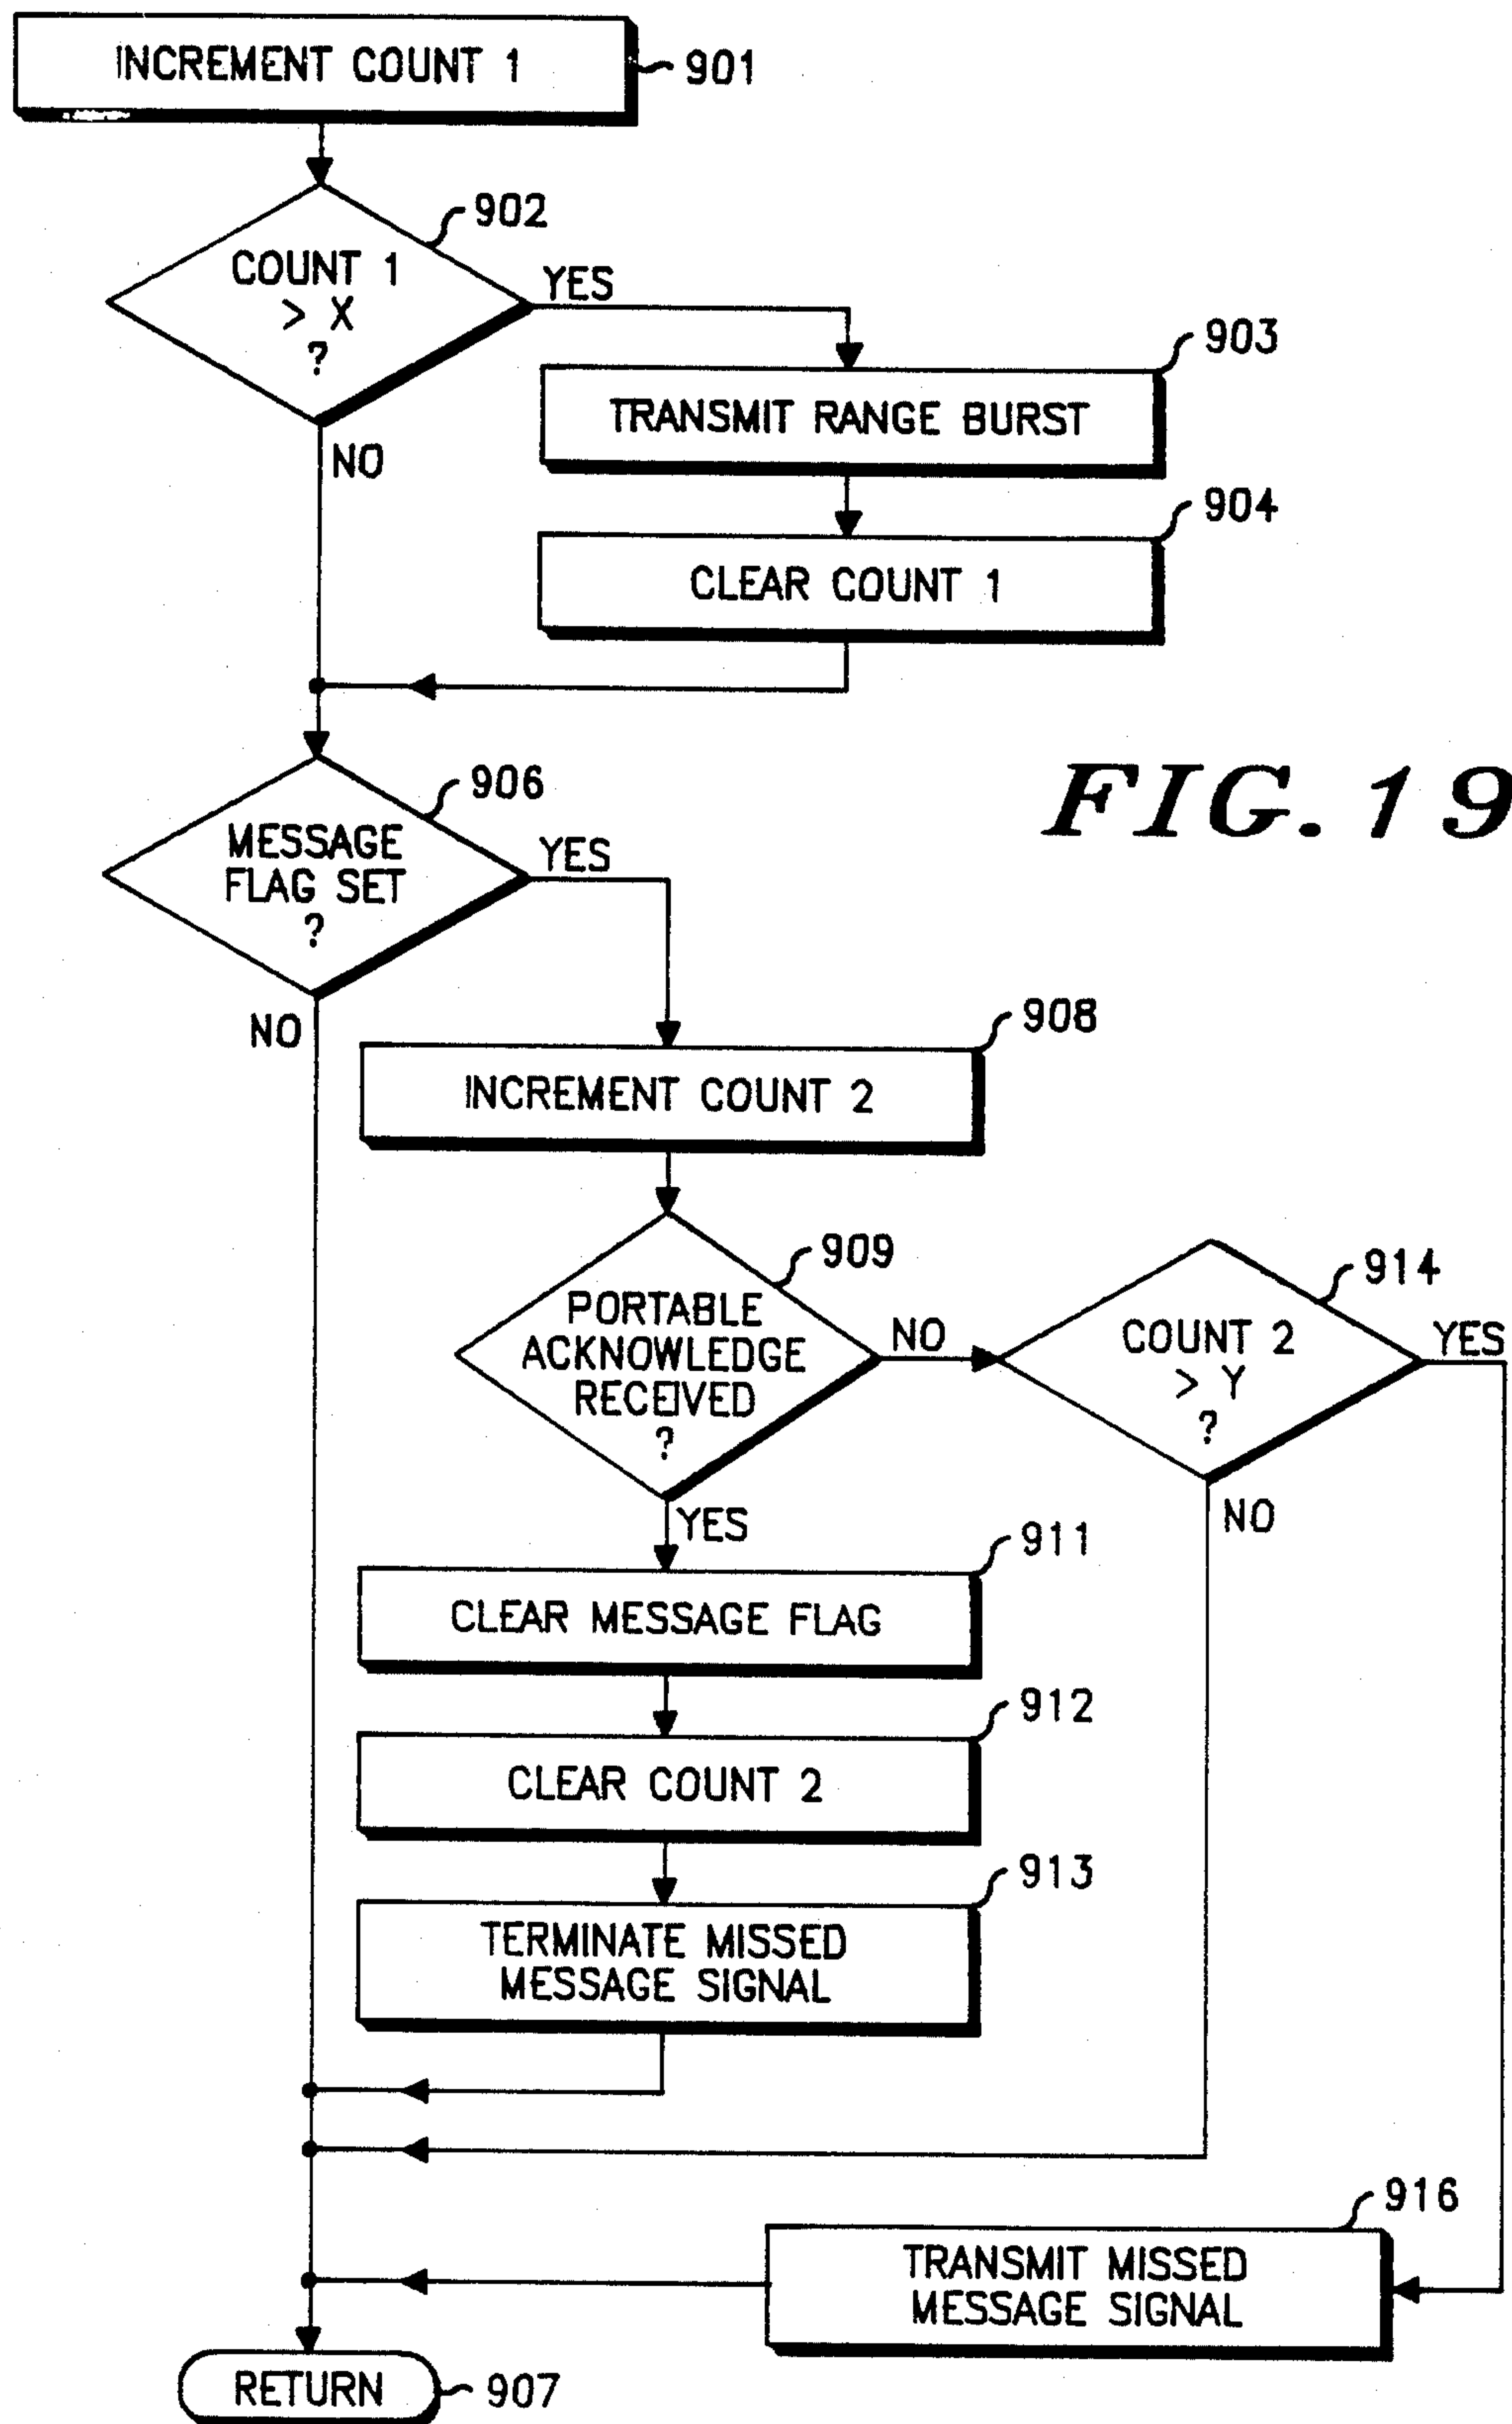 INCREMENT COUNT 1
901
902
COUNT 1
> X
?
YES
NO
903
TRANSMIT RANGE BURST
904
CLEAR COUNT 1
FIG. 19
906
MESSAGE
FLAG SET
?
YES
NO
908
INCREMENT COUNT 2
909
PORTABLE
ACKNOWLEDGE
RECEIVED
?
NO
YES
914
COUNT 2
> Y
?
YES
NO
911
CLEAR MESSAGE FLAG
912
CLEAR COUNT 2
913
TERMINATE MISSED
MESSAGE SIGNAL
916
TRANSMIT MISSED
MESSAGE SIGNAL
RETURN
907